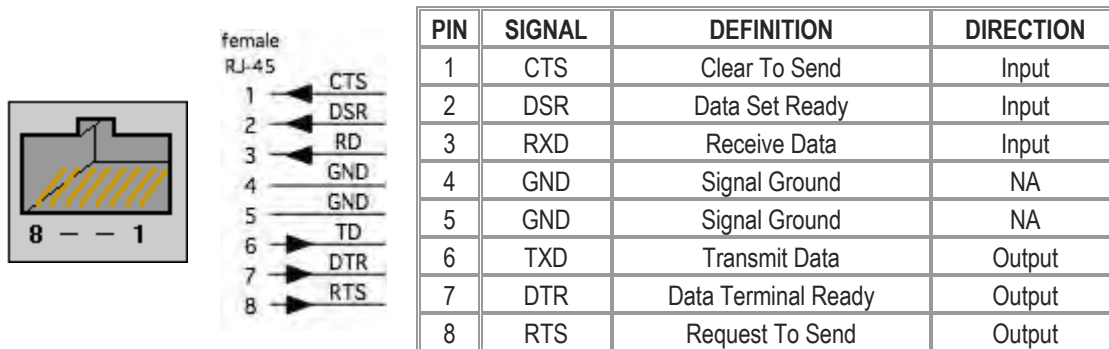 8 – – 1
female
RJ-45
1 CTS
2 DSR
3 RD
4 GND
5 GND
6 TD
7 DTR
8 RTS
PIN SIGNAL DEFINITION DIRECTION
1 CTS Clear To Send Input
2 DSR Data Set Ready Input
3 RXD Receive Data Input
4 GND Signal Ground NA
5 GND Signal Ground NA
6 TXD Transmit Data Output
7 DTR Data Terminal Ready Output
8 RTS Request To Send Output